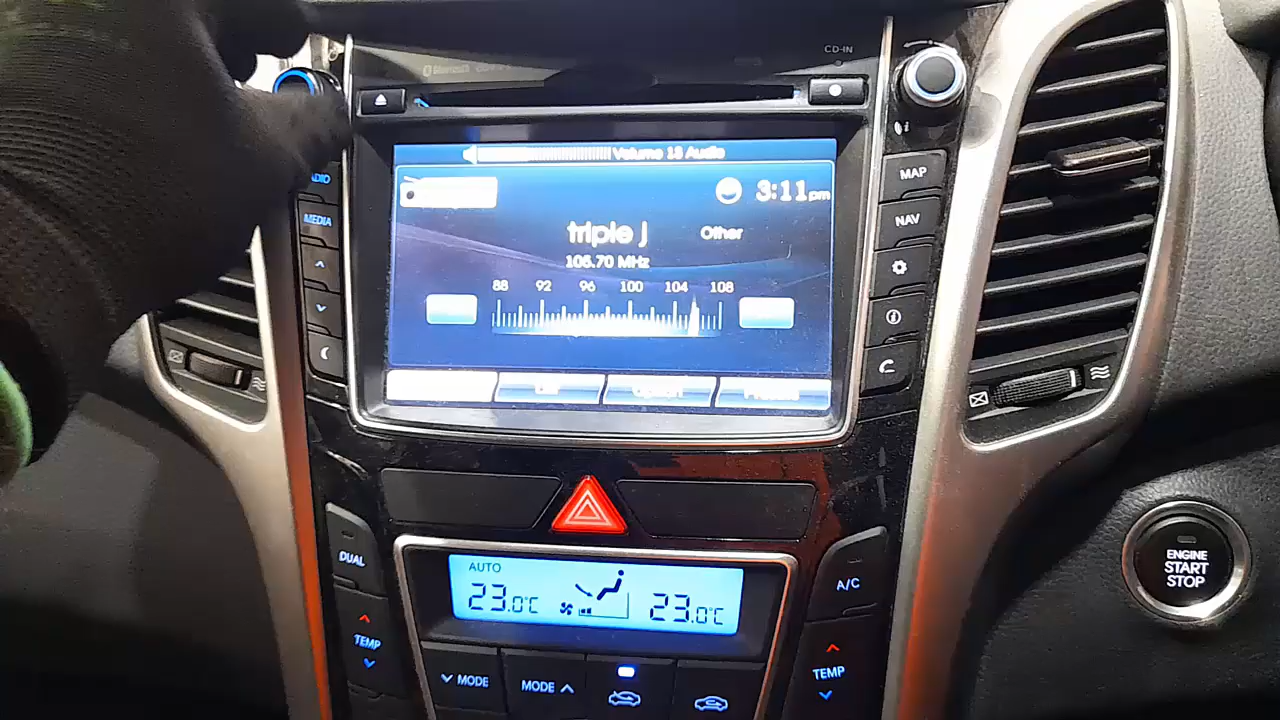 CD-IN
Volume 13 Audio
3:11pm
triple j
Other
105.70 MHz
88 92 96 100 104 108
MEDIA
MAP
NAV
DUAL
AUTO
23.0°C
23.0°C
A/C
TEMP
TEMP
MODE
MODE
ENGINE
START
STOP